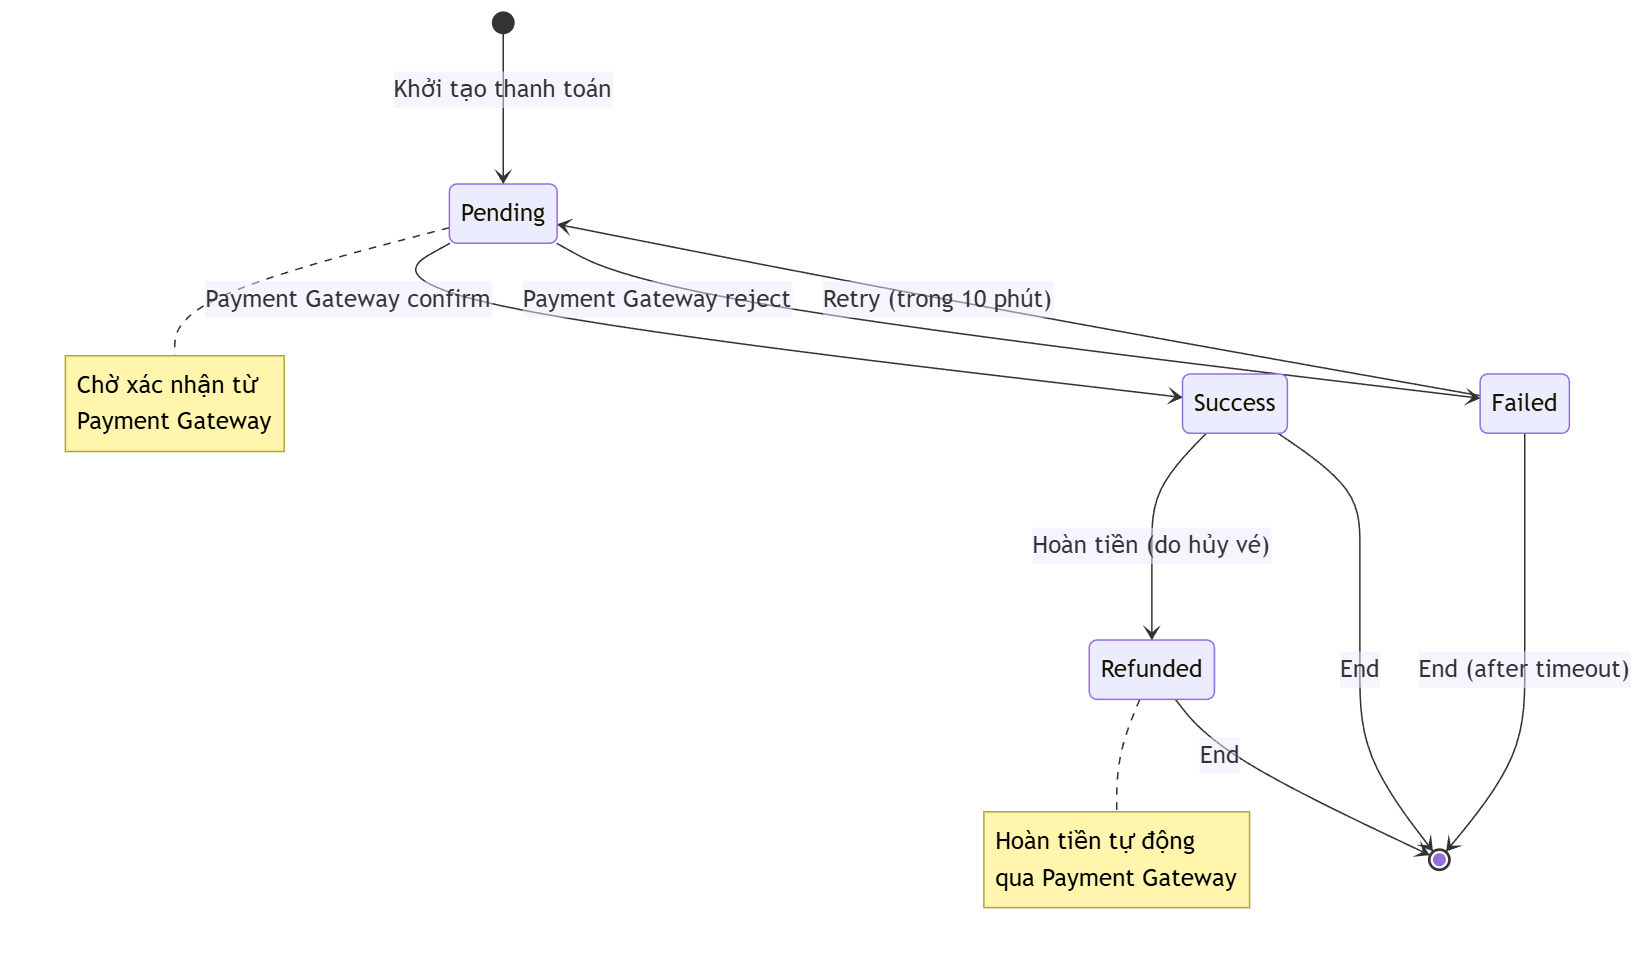 Khởi tạo thanh toán
Pending
Payment Gateway confirm
Payment Gateway reject
Retry (trong 10 phút)
Chờ xác nhận từ
Payment Gateway
Success
Failed
Hoàn tiền (do hủy vé)
Refunded
End
End (after timeout)
End
Hoàn tiền tự động
qua Payment Gateway